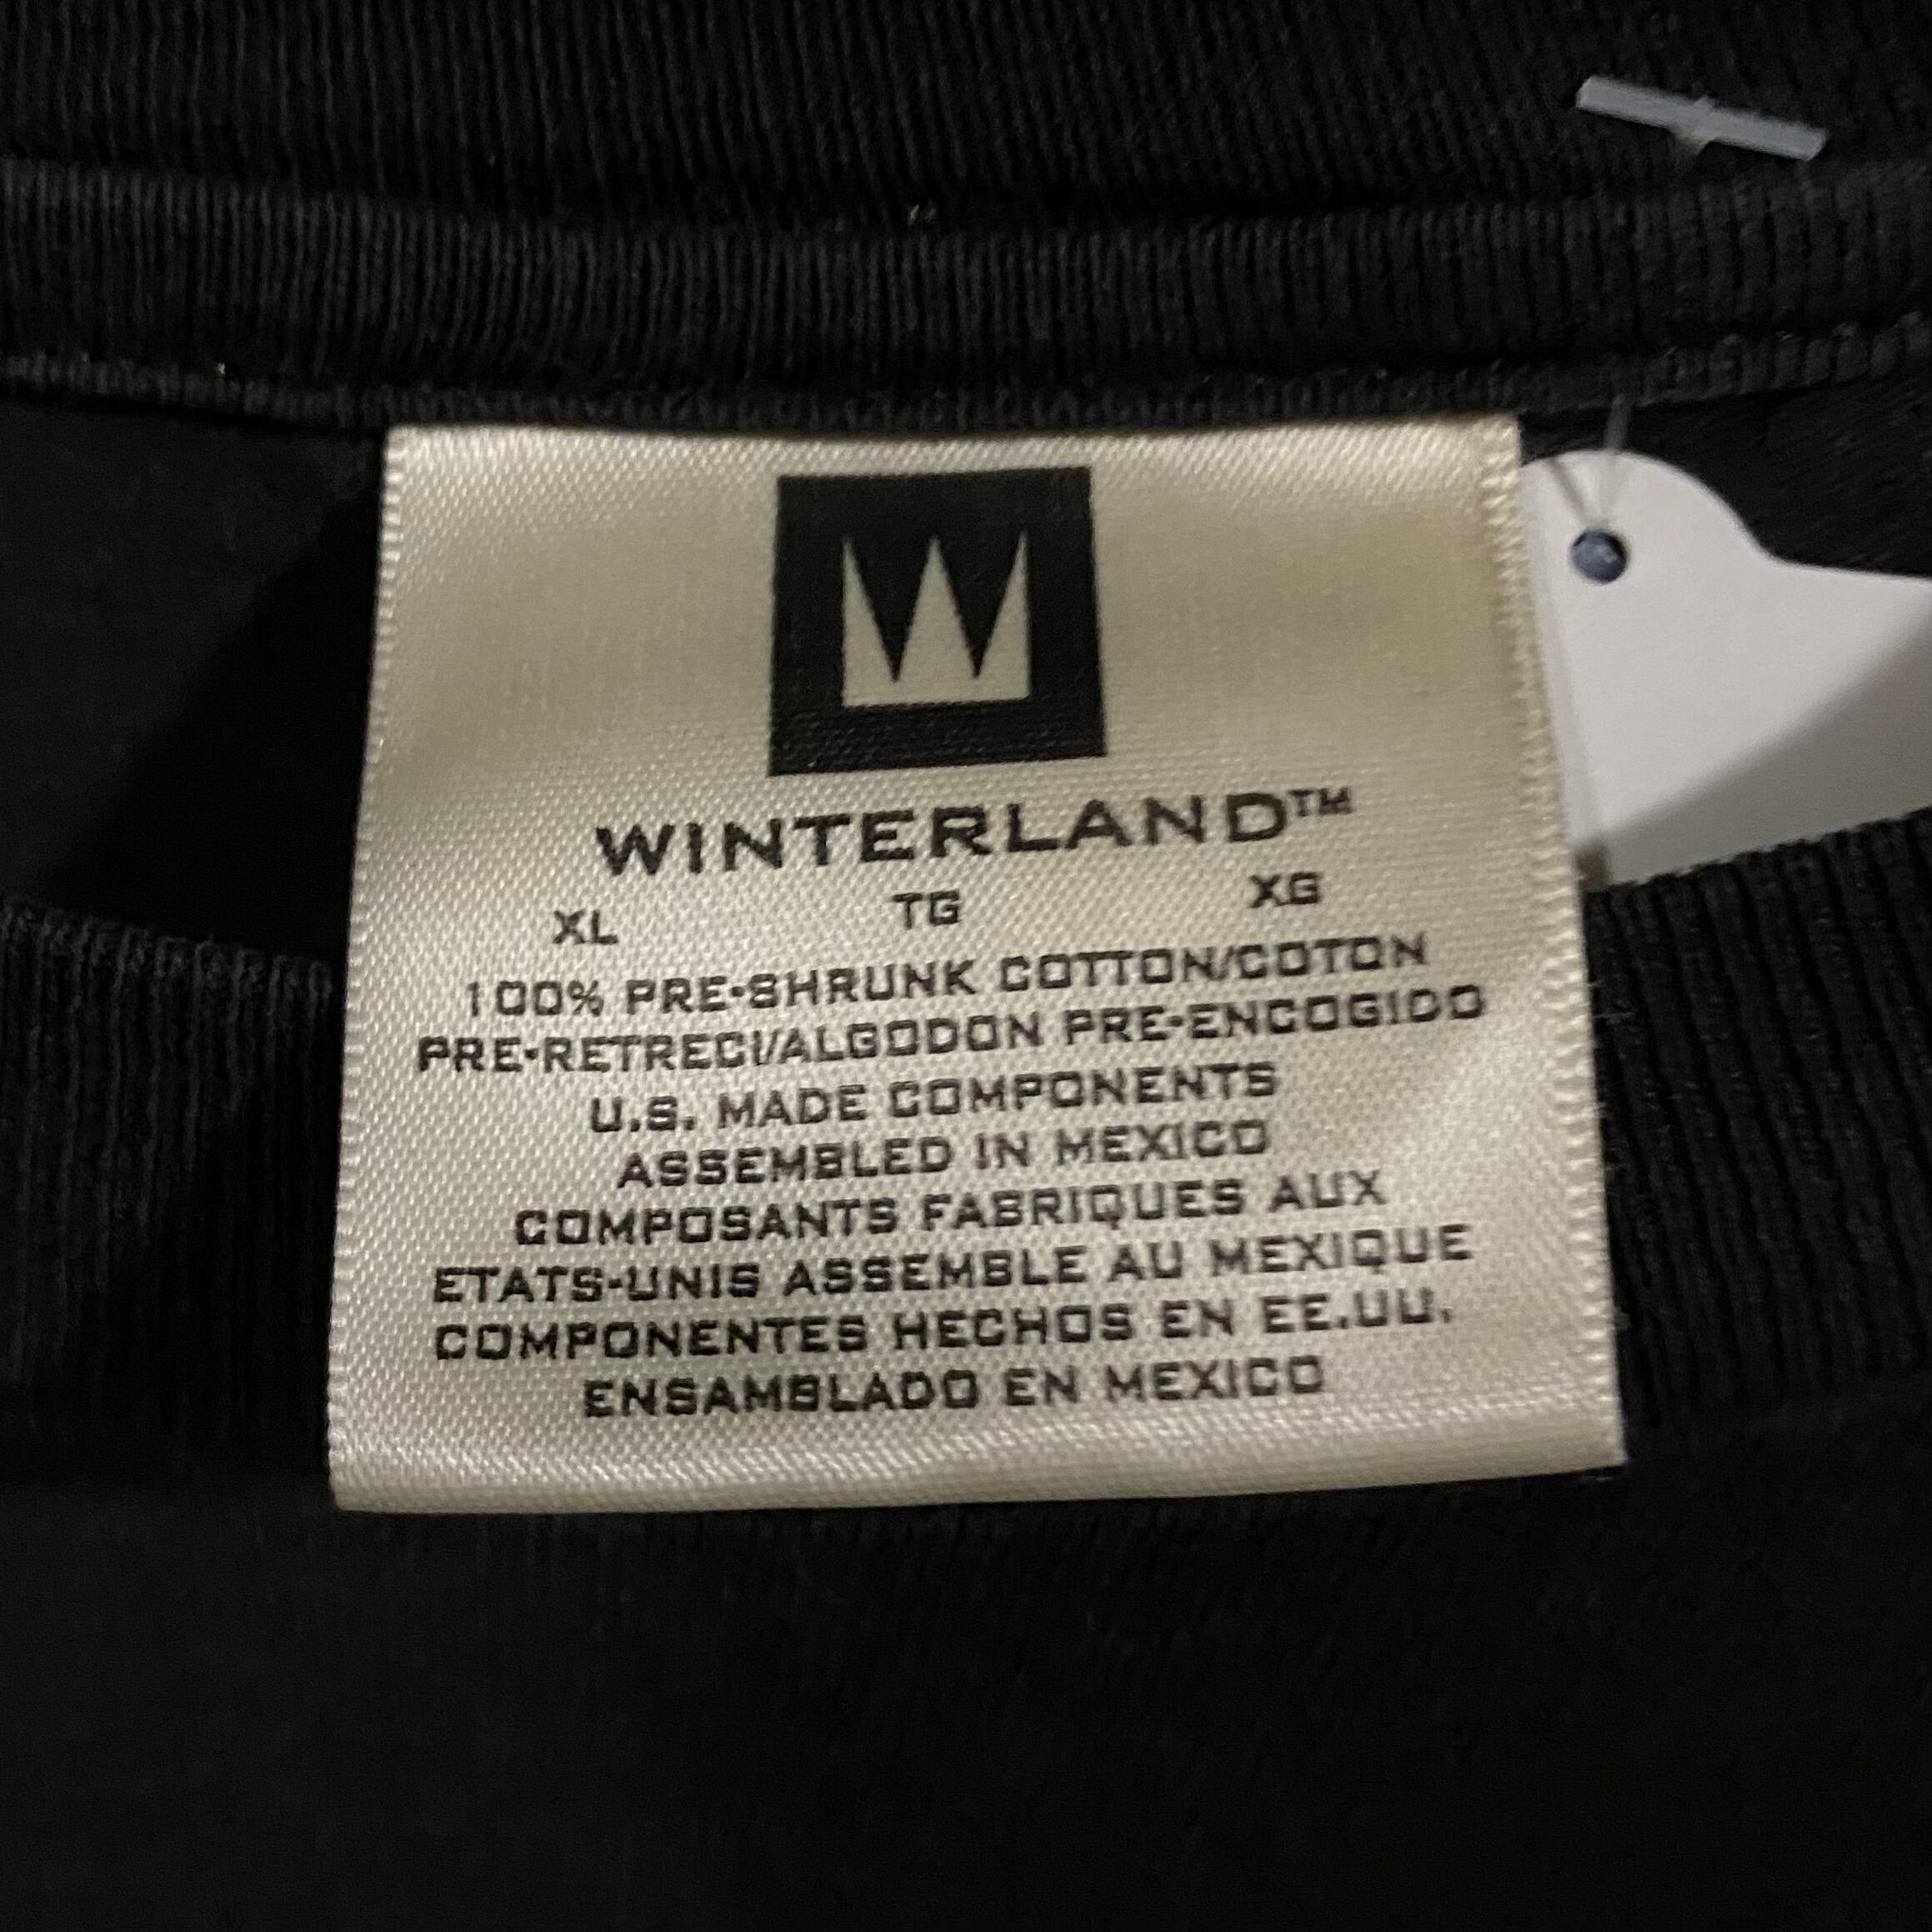 W
WINTERLAND™
XL TG XG
100% PRE-SHRUNK COTTON/COTON
PRE-RETRECI/ALGODON PRE-ENCOGIDO
U.S. MADE COMPONENTS
ASSEMBLED IN MEXICO
COMPOSANTS FABRIQUES AUX
ETATS-UNIS ASSEMBLE AU MEXIQUE
COMPONENTES HECHOS EN EE.UU.
ENSAMBLADO EN MEXICO